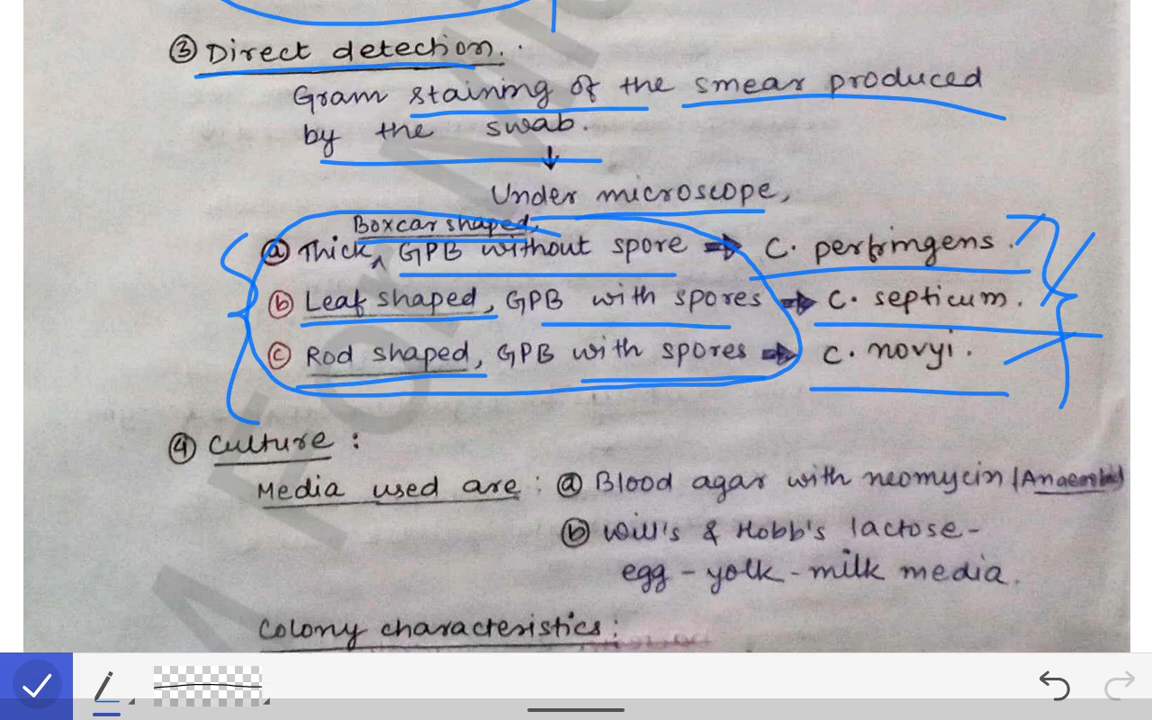 ③ Direct detection.
Gram staining of the smear produced
by the swab.
↓
Under microscope,
Boxcar shaped,
ⓐ Thick ^ GPB without spore ⇒ C. perfringens.
ⓑ Leaf shaped, GPB with spores ⇒ C. septicum.
ⓒ Rod shaped, GPB with spores ⇒ C. novyi.
④ Culture :
Media used are : ⓐ Blood agar with neomycin (Anaerobic)
ⓑ Will's & Hobb's lactose-
egg-yolk-milk media.
Colony characteristics: